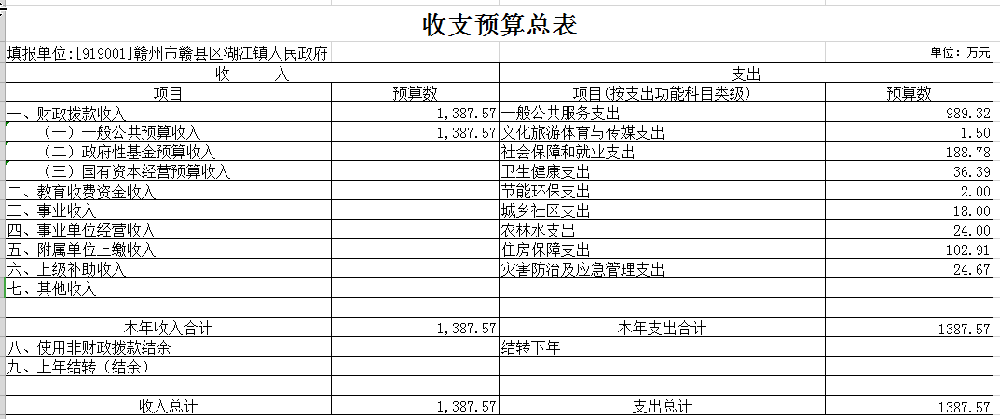 收支预算总表
填报单位:[919001]赣州市赣县区湖江镇人民政府 单位：万元
收 入 支出
项目 预算数 项目(按支出功能科目类级) 预算数
一、财政拨款收入 1,387.57 一般公共服务支出 989.32
（一）一般公共预算收入 1,387.57 文化旅游体育与传媒支出 1.50
（二）政府性基金预算收入 社会保障和就业支出 188.78
（三）国有资本经营预算收入 卫生健康支出 36.39
二、教育收费资金收入 节能环保支出 2.00
三、事业收入 城乡社区支出 18.00
四、事业单位经营收入 农林水支出 24.00
五、附属单位上缴收入 住房保障支出 102.91
六、上级补助收入 灾害防治及应急管理支出 24.67
七、其他收入
本年收入合计 1,387.57 本年支出合计 1387.57
八、使用非财政拨款结余 结转下年
九、上年结转（结余）
收入总计 1,387.57 支出总计 1387.57